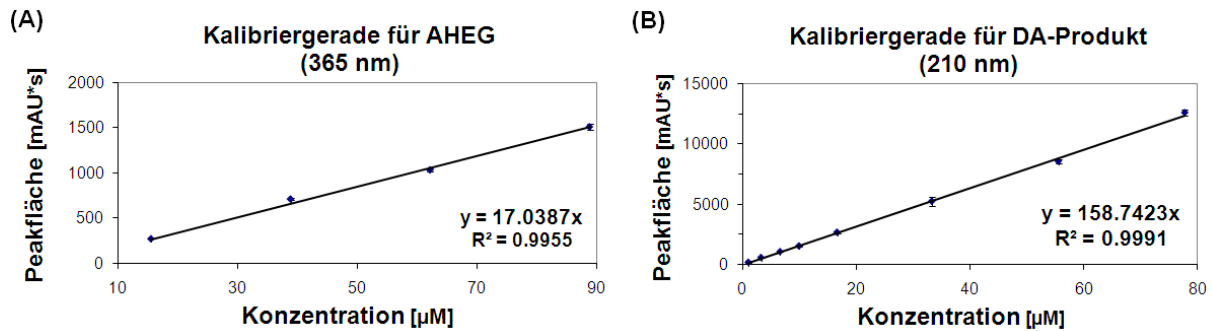 (A)
Kalibriergerade für AHEG
(365 nm)
Peakfläche [mAU*s]
2000
1500
1000
500
0
y = 17.0387x
R² = 0.9955
10
30
50
70
90
Konzentration [µM]
(B)
Kalibriergerade für DA-Produkt
(210 nm)
Peakfläche [mAU*s]
15000
10000
5000
0
y = 158.7423x
R² = 0.9991
0
20
40
60
80
Konzentration [µM]